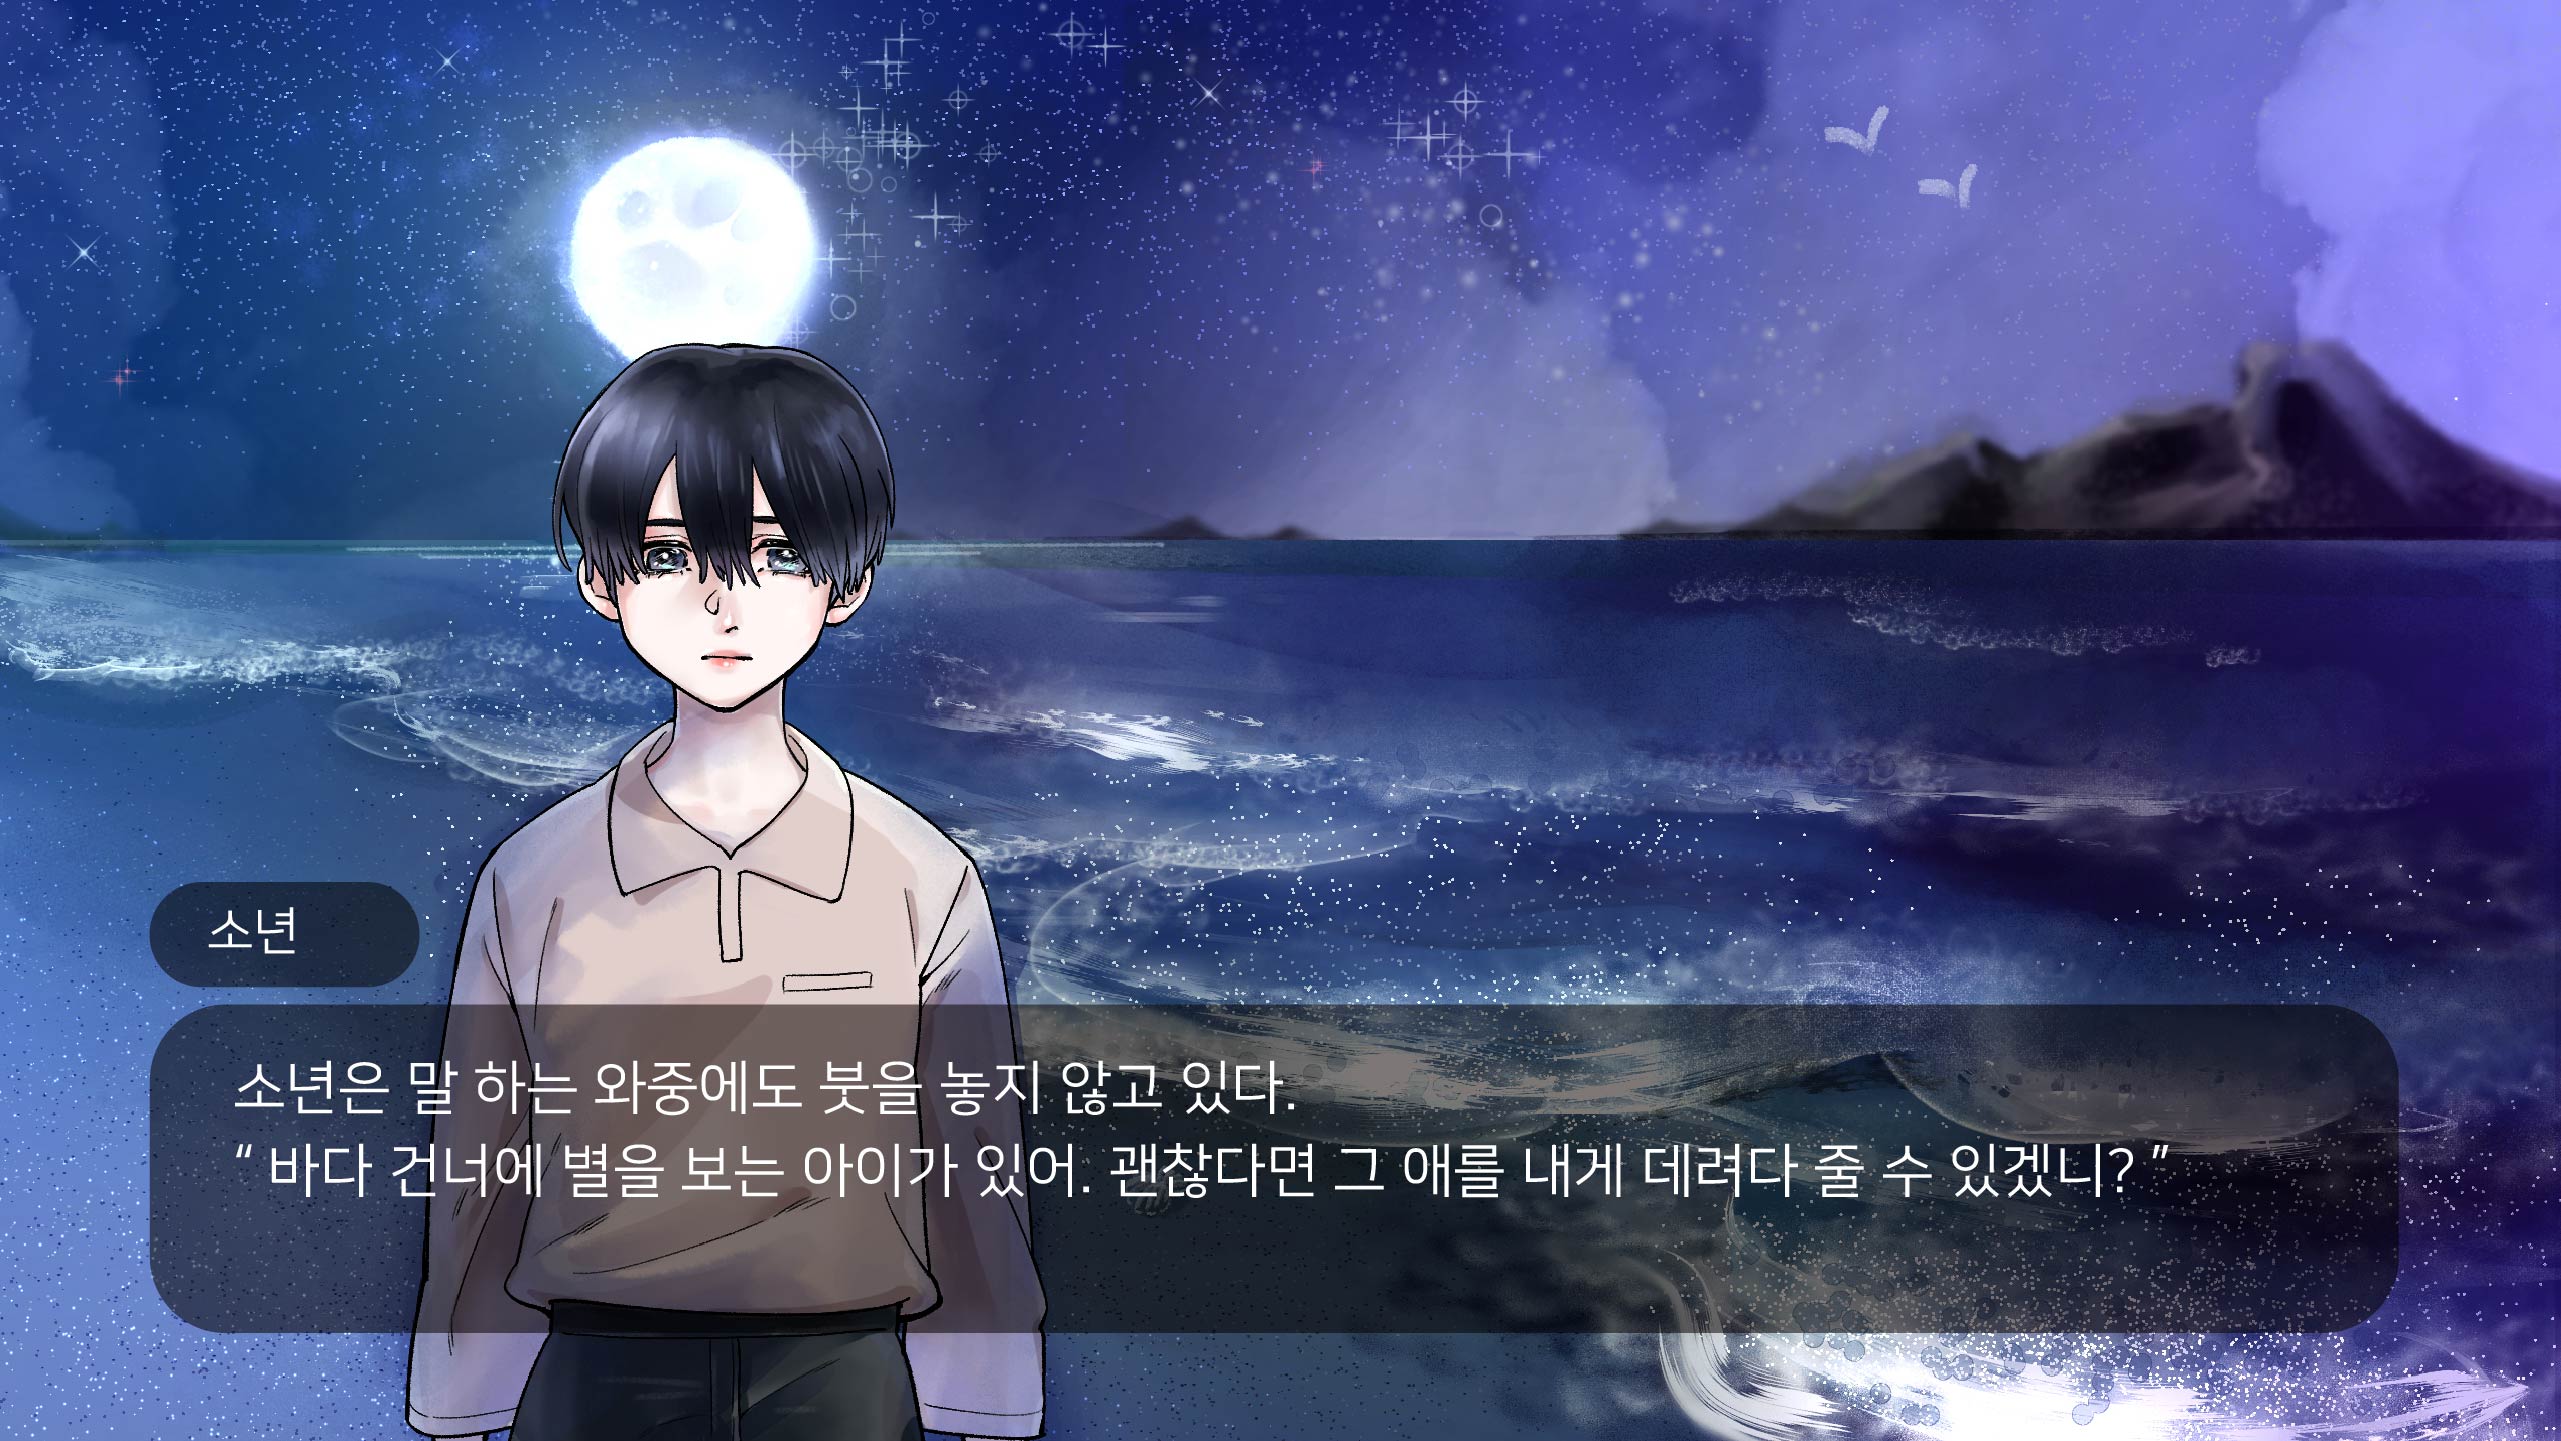 소년
소년은 말 하는 와중에도 붓을 놓지 않고 있다.
“ 바다 건너에 별을 보는 아이가 있어. 괜찮다면 그 애를 내게 데려다 줄 수 있겠니? ”